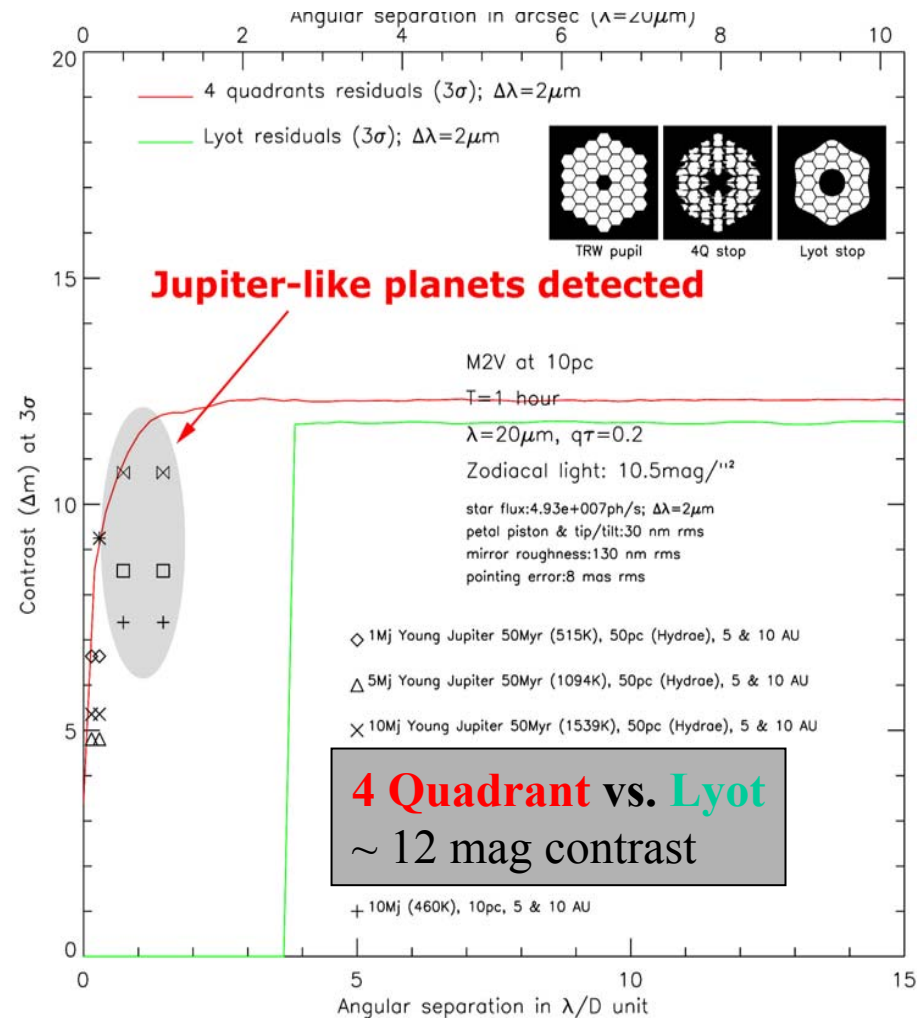 Angular separation in arcsec (λ=20μm)
0 2 4 6 8 10
20
15
10
5
0
Contrast (Δm) at 3σ
4 quadrants residuals (3σ); Δλ=2μm
Lyot residuals (3σ); Δλ=2μm
TRW pupil 4Q stop Lyot stop
Jupiter-like planets detected
M2V at 10pc
T=1 hour
λ=20μm, qτ=0.2
Zodiacal light: 10.5mag/"²
star flux:4.93e+007ph/s; Δλ=2μm
petal piston & tip/tilt:30 nm rms
mirror roughness:130 nm rms
pointing error:8 mas rms
1Mj Young Jupiter 50Myr (515K), 50pc (Hydrae), 5 & 10 AU
5Mj Young Jupiter 50Myr (1094K), 50pc (Hydrae), 5 & 10 AU
10Mj Young Jupiter 50Myr (1539K), 50pc (Hydrae), 5 & 10 AU
4 Quadrant vs. Lyot
~ 12 mag contrast
10Mj (460K), 10pc, 5 & 10 AU
0 5 10 15
Angular separation in λ/D unit